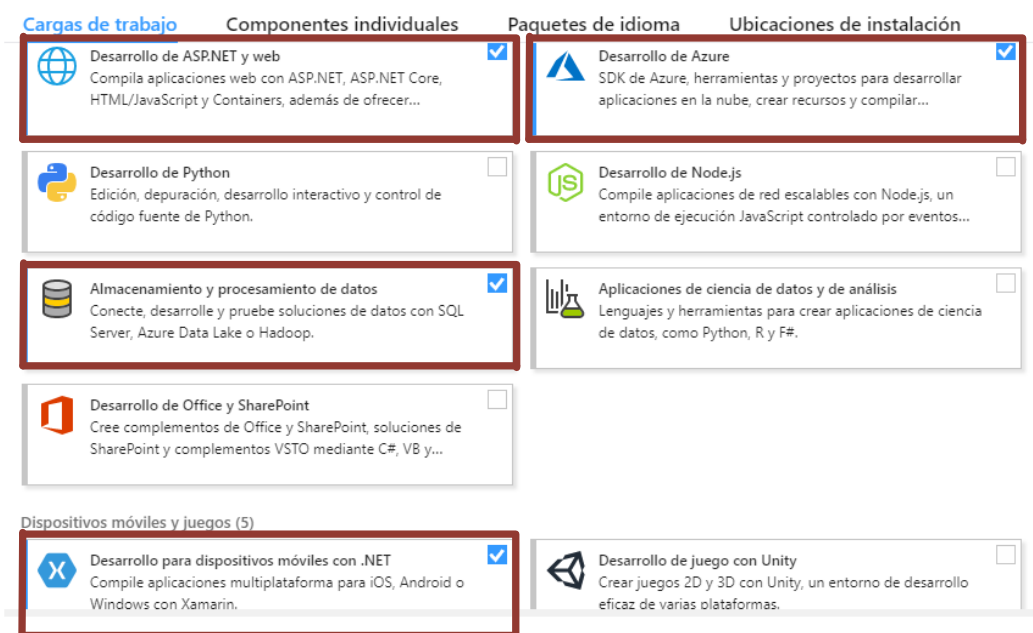 Cargas de trabajo Componentes individuales Paquetes de idioma Ubicaciones de instalación
Desarrollo de ASP.NET y web
Compila aplicaciones web con ASP.NET, ASP.NET Core,
HTML/JavaScript y Containers, además de ofrecer...
Desarrollo de Azure
SDK de Azure, herramientas y proyectos para desarrollar
aplicaciones en la nube, crear recursos y compilar...
Desarrollo de Python
Edición, depuración, desarrollo interactivo y control de
código fuente de Python.
JS
Desarrollo de Node.js
Compile aplicaciones de red escalables con Node.js, un
entorno de ejecución JavaScript controlado por eventos...
Almacenamiento y procesamiento de datos
Conecte, desarrolle y pruebe soluciones de datos con SQL
Server, Azure Data Lake o Hadoop.
Aplicaciones de ciencia de datos y de análisis
Lenguajes y herramientas para crear aplicaciones de ciencia
de datos, como Python, R y F#.
Desarrollo de Office y SharePoint
Cree complementos de Office y SharePoint, soluciones de
SharePoint y complementos VSTO mediante C#, VB y...
Dispositivos móviles y juegos (5)
Desarrollo para dispositivos móviles con .NET
Compile aplicaciones multiplataforma para iOS, Android o
Windows con Xamarin.
Desarrollo de juego con Unity
Crear juegos 2D y 3D con Unity, un entorno de desarrollo
eficaz de varias plataformas.